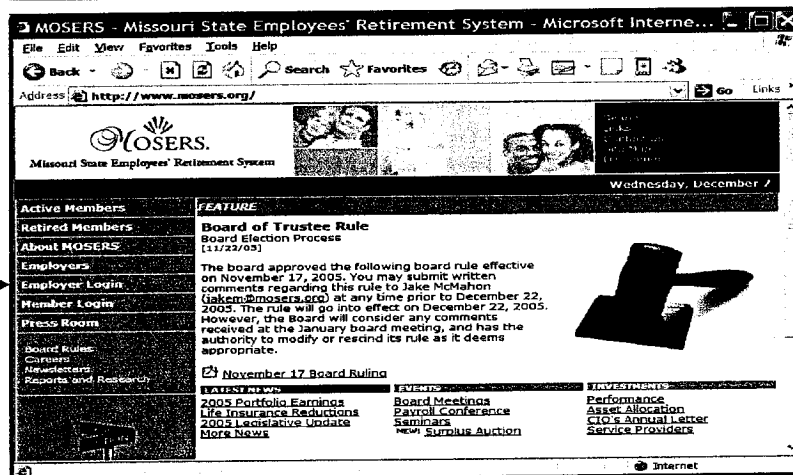 MOSERS - Missouri State Employees' Retirement System - Microsoft Interne...
File Edit View Favorites Tools Help
Back Search Favorites
Address http://www.mosers.org/ Go Links
MOSERS.
Missouri State Employees' Retirement System
Wednesday, December 7
Active Members
Retired Members
About MOSERS
Employers
Employer Login
Member Login
Press Room
Board Rules
Careers
Newsletters
Reports and Research
FEATURE
Board of Trustee Rule
Board Election Process
[11/22/05]
The board approved the following board rule effective
on November 17, 2005. You may submit written
comments regarding this rule to Jake McMahon
(jakem@mosers.org) at any time prior to December 22,
2005. The rule will go into effect on December 22, 2005.
However, the Board will consider any comments
received at the January board meeting, and has the
authority to modify or rescind its rule as it deems
appropriate.
November 17 Board Ruling
LATEST NEWS
2005 Portfolio Earnings
Life Insurance Reductions
2005 Legislative Update
More News
EVENTS
Board Meetings
Payroll Conference
Seminars
NEW! Surplus Auction
INVESTMENTS
Performance
Asset Allocation
CIO's Annual Letter
Service Providers
Internet